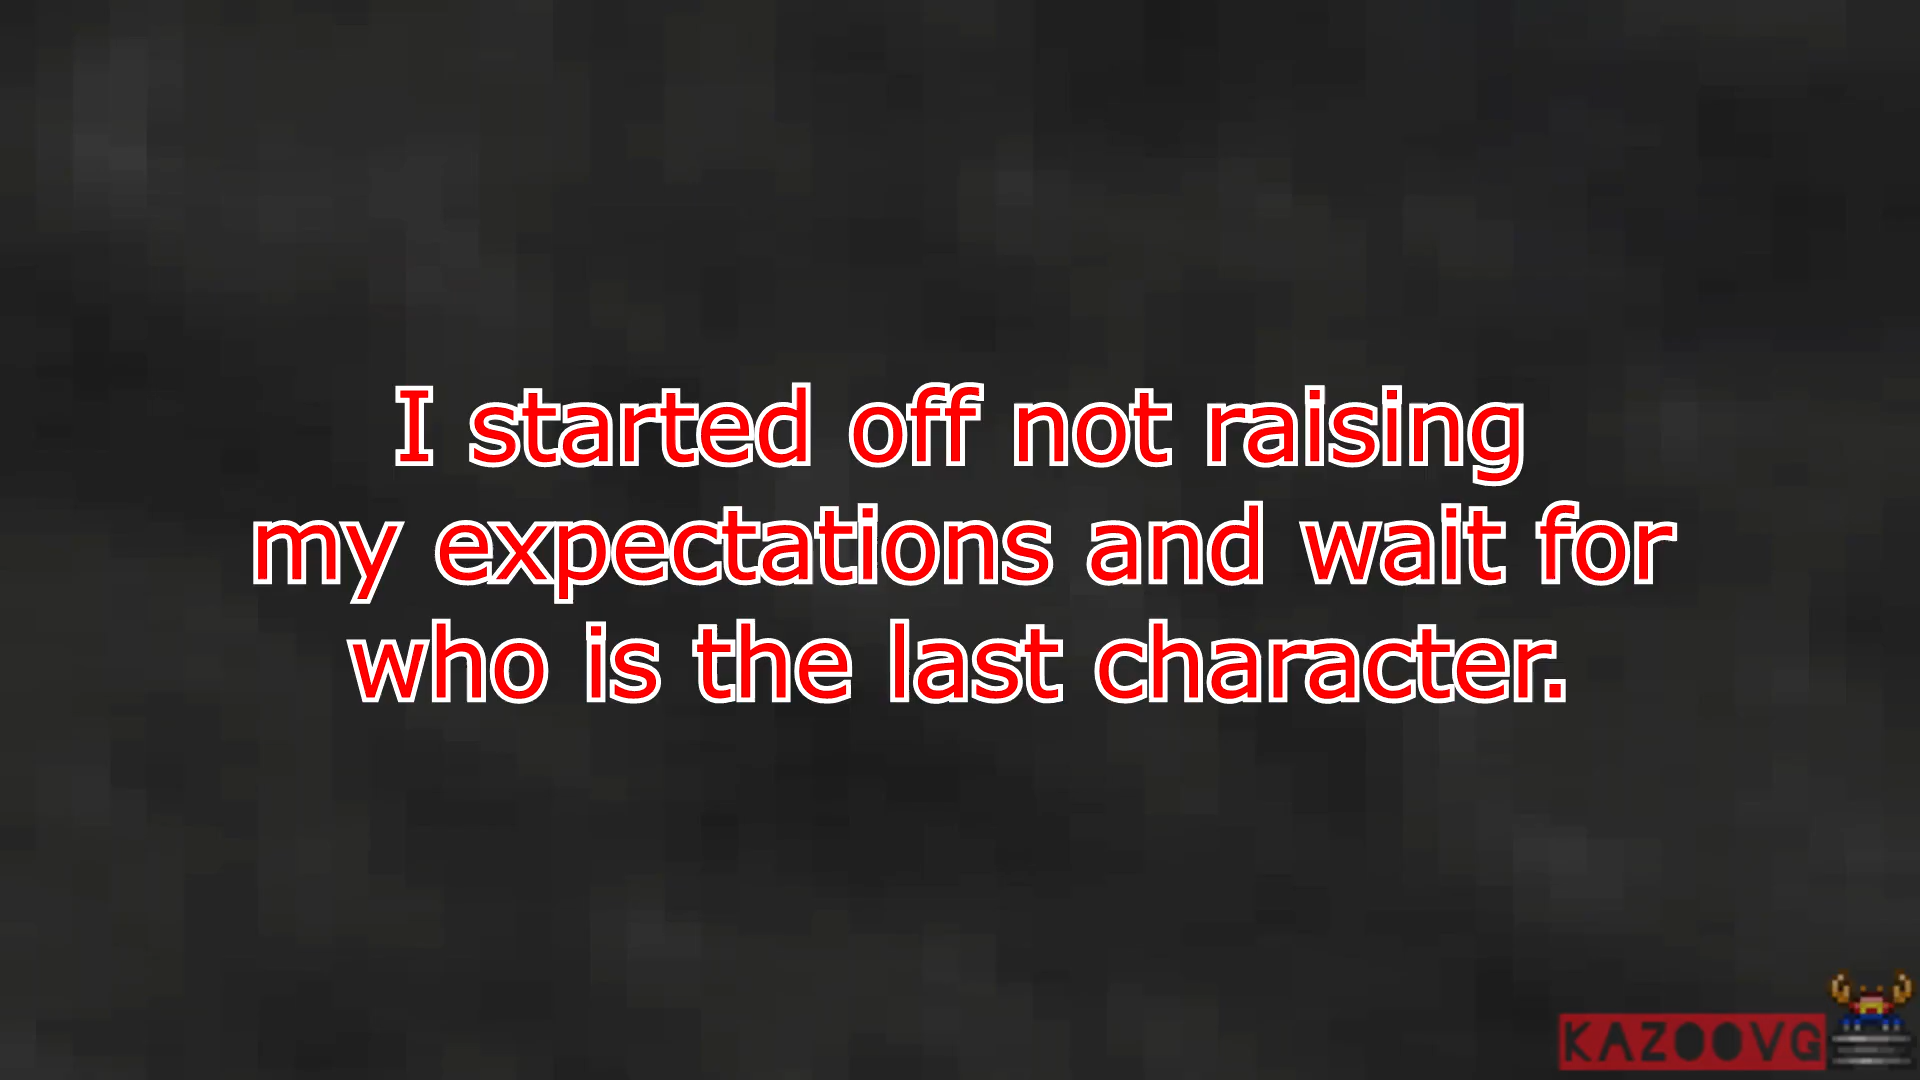 I started off not raising
my expectations and wait for
who is the last character.
KAZOOVG